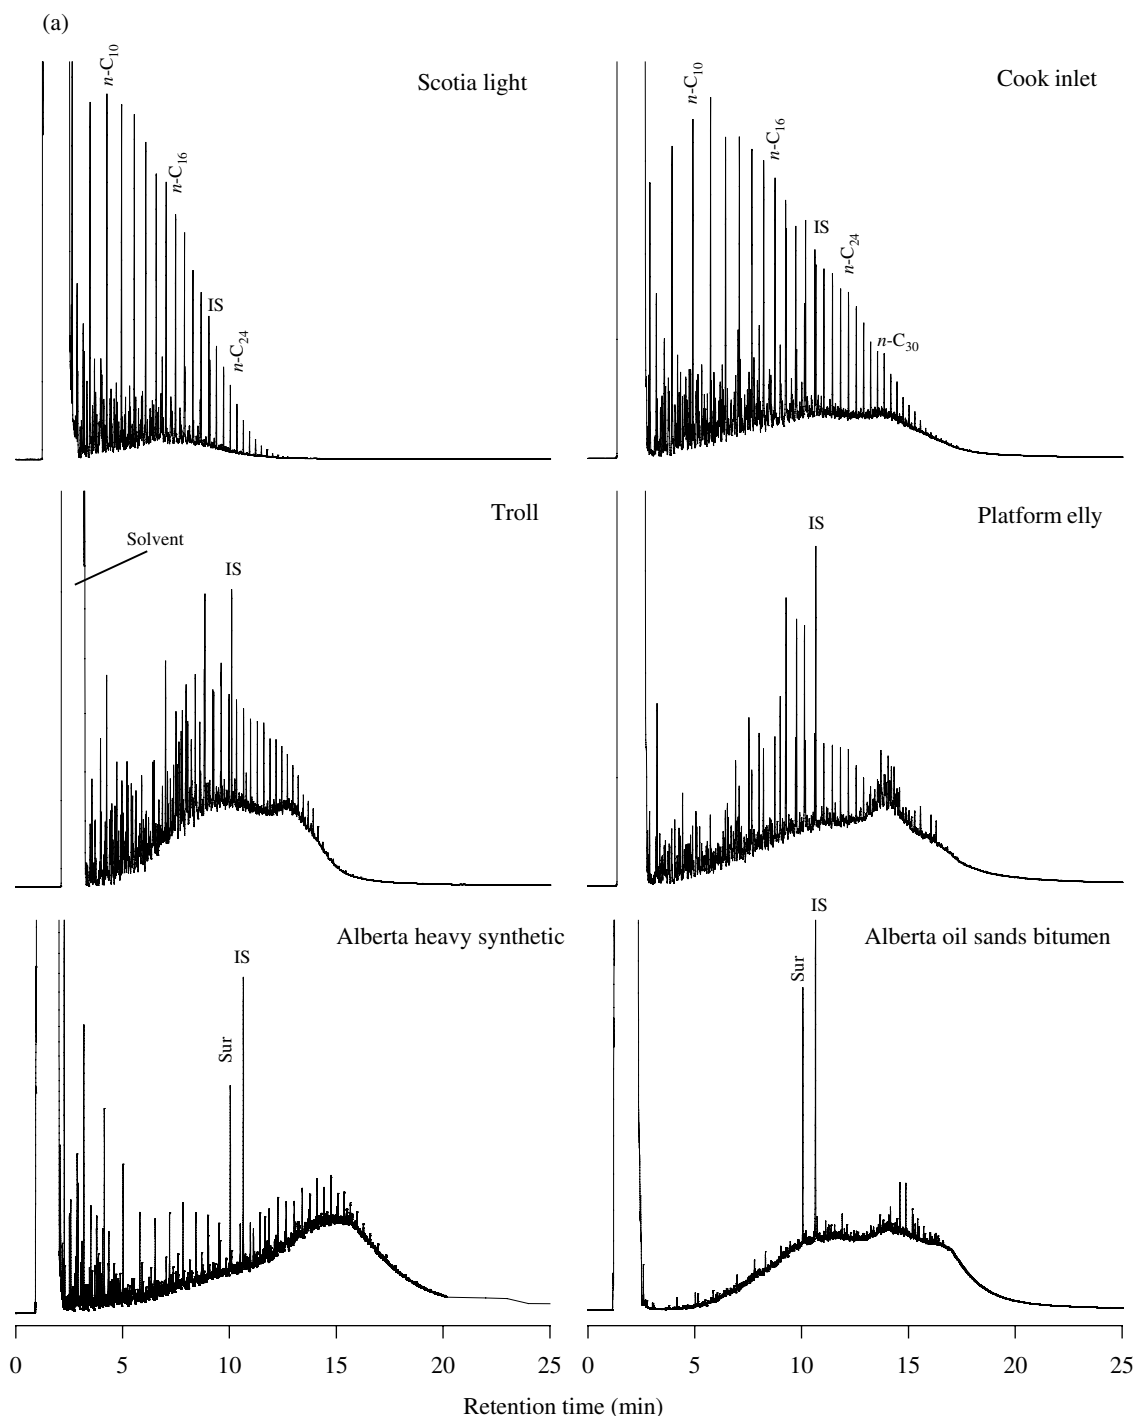 (a)
Scotia light
n-C10
n-C16
IS
n-C24
Cook inlet
n-C10
n-C16
IS
n-C24
n-C30
Troll
Solvent
IS
Platform elly
IS
Alberta heavy synthetic
IS
Sur
Alberta oil sands bitumen
IS
Sur
0 5 10 15 20 25
0 5 10 15 20 25
Retention time (min)